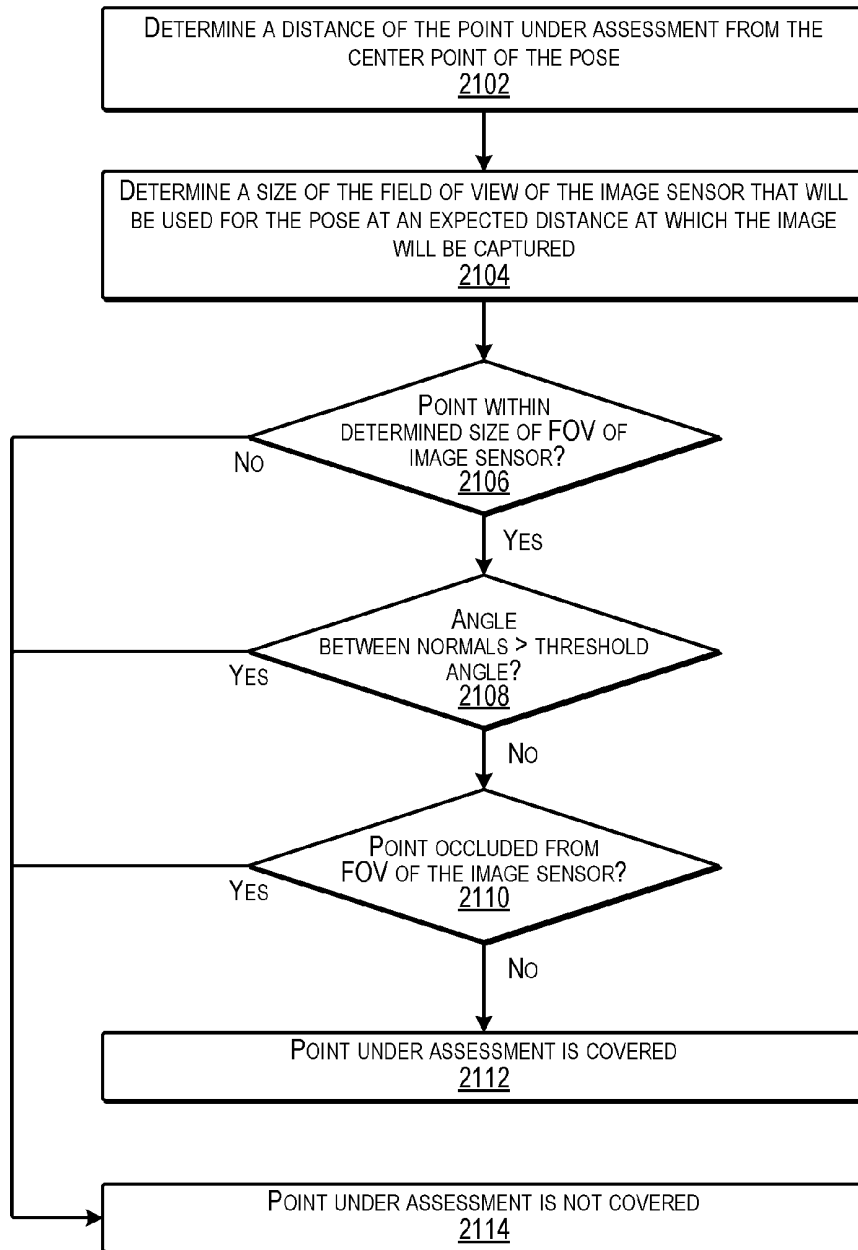 DETERMINE A DISTANCE OF THE POINT UNDER ASSESSMENT FROM THE
CENTER POINT OF THE POSE
2102
DETERMINE A SIZE OF THE FIELD OF VIEW OF THE IMAGE SENSOR THAT WILL
BE USED FOR THE POSE AT AN EXPECTED DISTANCE AT WHICH THE IMAGE
WILL BE CAPTURED
2104
POINT WITHIN
DETERMINED SIZE OF FOV OF
IMAGE SENSOR?
2106
NO
YES
ANGLE
BETWEEN NORMALS > THRESHOLD
ANGLE?
2108
YES
NO
POINT OCCLUDED FROM
FOV OF THE IMAGE SENSOR?
2110
YES
NO
POINT UNDER ASSESSMENT IS COVERED
2112
POINT UNDER ASSESSMENT IS NOT COVERED
2114